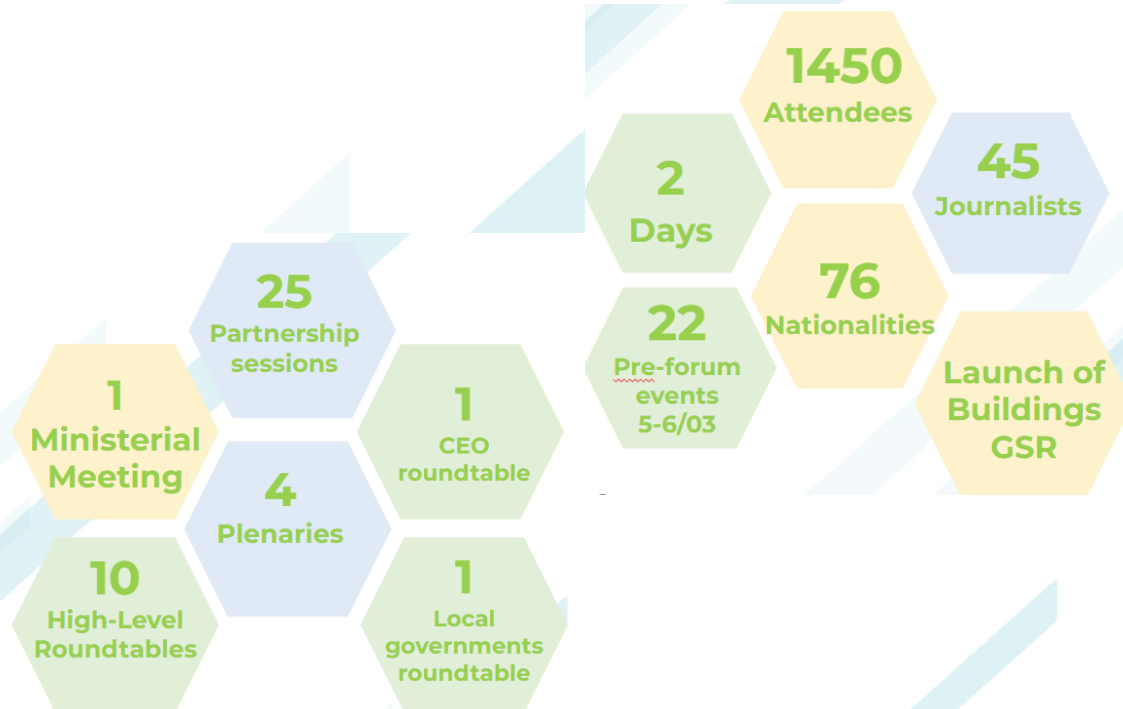 25
Partnership
sessions
1
Ministerial
Meeting
1
CEO
roundtable
4
Plenaries
10
High-Level
Roundtables
1
Local
governments
roundtable
1450
Attendees
2
Days
45
Journalists
76
Nationalities
22
Pre-forum
events
5-6/03
Launch of
Buildings
GSR